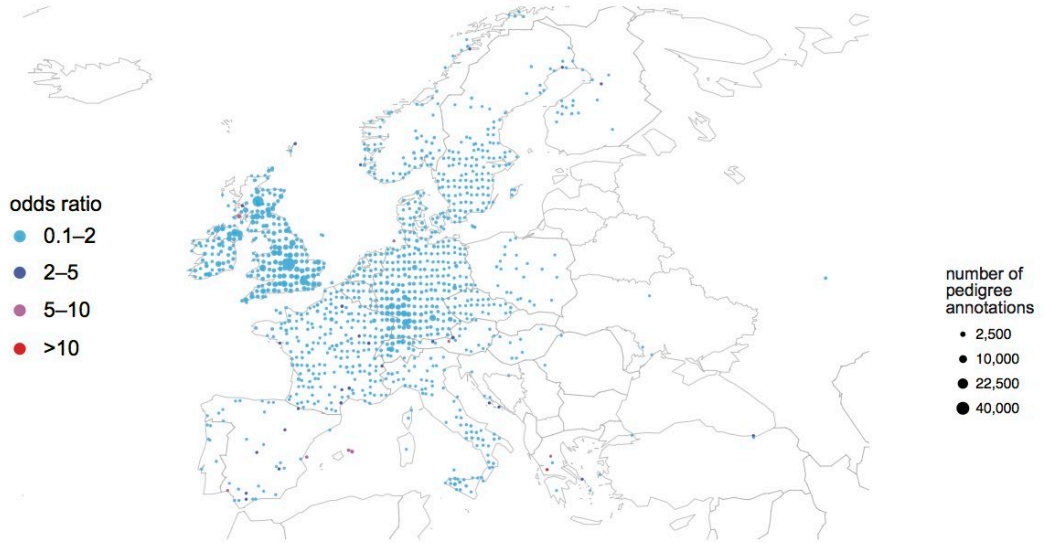 odds ratio
0.1–2
2–5
5–10
>10
number of
pedigree
annotations
2,500
10,000
22,500
40,000